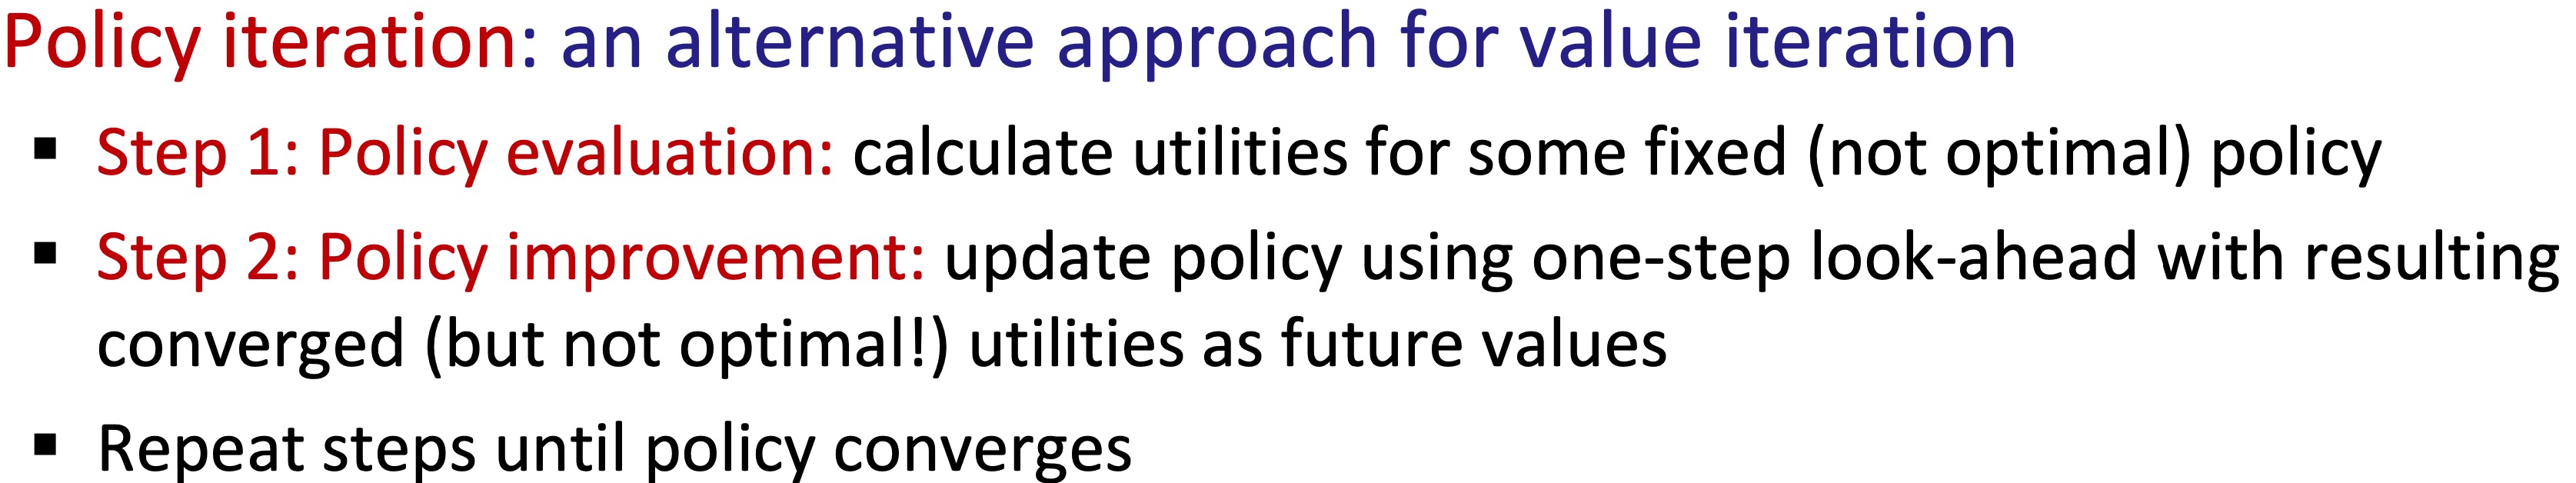 Policy iteration: an alternative approach for value iteration
▪ Step 1: Policy evaluation: calculate utilities for some fixed (not optimal) policy
▪ Step 2: Policy improvement: update policy using one-step look-ahead with resulting
converged (but not optimal!) utilities as future values
▪ Repeat steps until policy converges